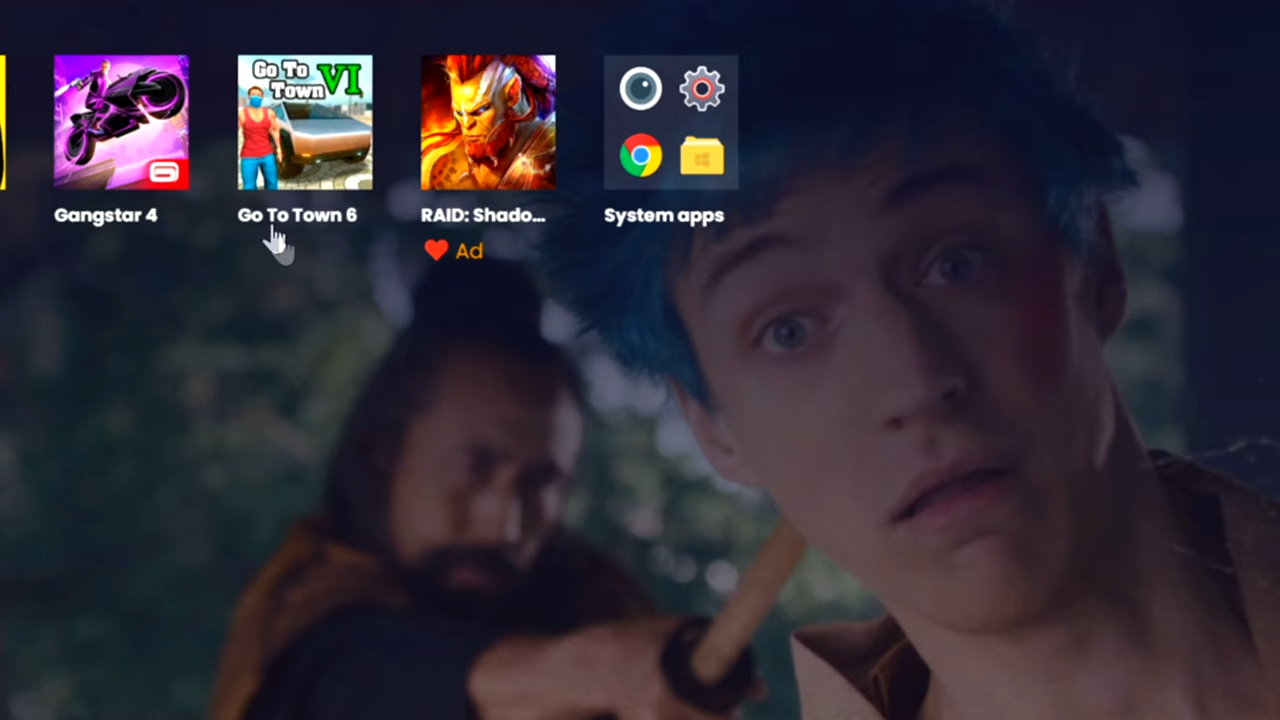 Go To
Town VI
Gangstar 4
Go To Town 6
RAID: Shado...
System apps
Ad